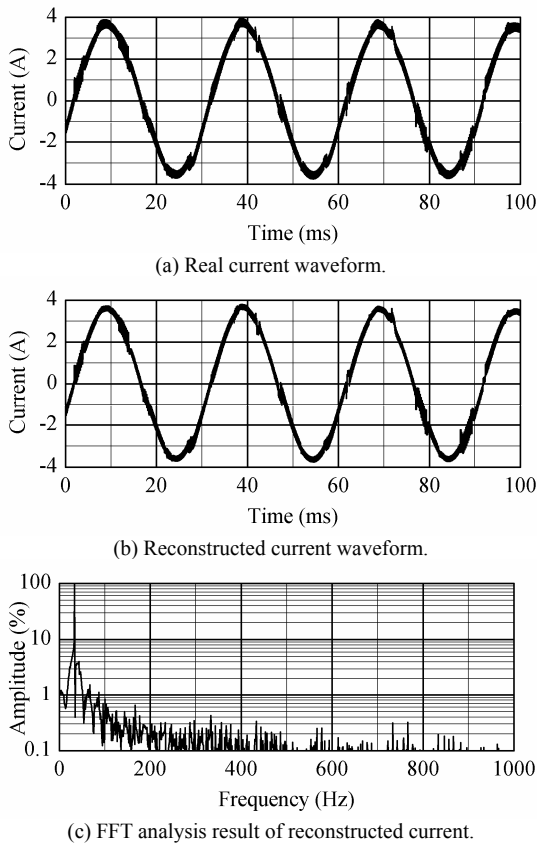 Current (A)
4
2
0
-2
-4
0 20 40 60 80 100
Time (ms)
(a) Real current waveform.
Current (A)
4
2
0
-2
-4
0 20 40 60 80 100
Time (ms)
(b) Reconstructed current waveform.
Amplitude (%)
100
10
1
0.1
0 200 400 600 800 1000
Frequency (Hz)
(c) FFT analysis result of reconstructed current.